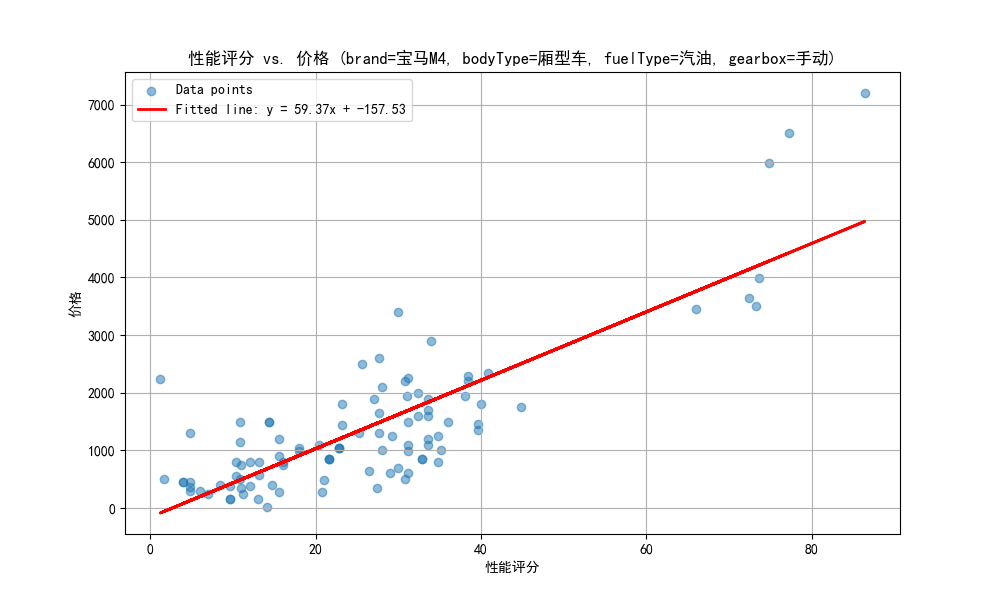 性能评分 vs. 价格 (brand=宝马M4, bodyType=厢型车, fuelType=汽油, gearbox=手动)
Data points
Fitted line: y = 59.37x + -157.53
价格
7000
6000
5000
4000
3000
2000
1000
0
0 20 40 60 80
性能评分